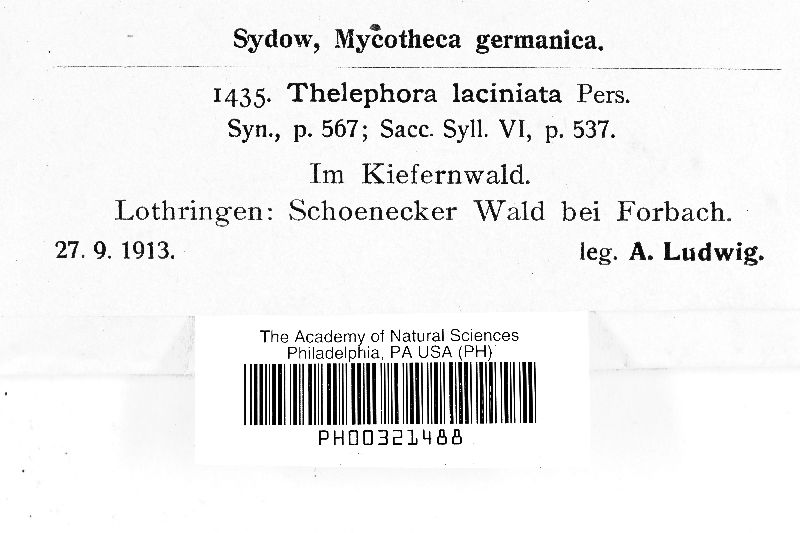 Sydow, Mycotheca germanica.
1435. Thelephora laciniata Pers.
Syn., p. 567; Sacc. Syll. VI, p. 537.
Im Kiefernwald.
Lothringen: Schoenecker Wald bei Forbach.
27. 9. 1913. leg. A. Ludwig.
The Academy of Natural Sciences
Philadelphia, PA USA (PH)
PH00321488